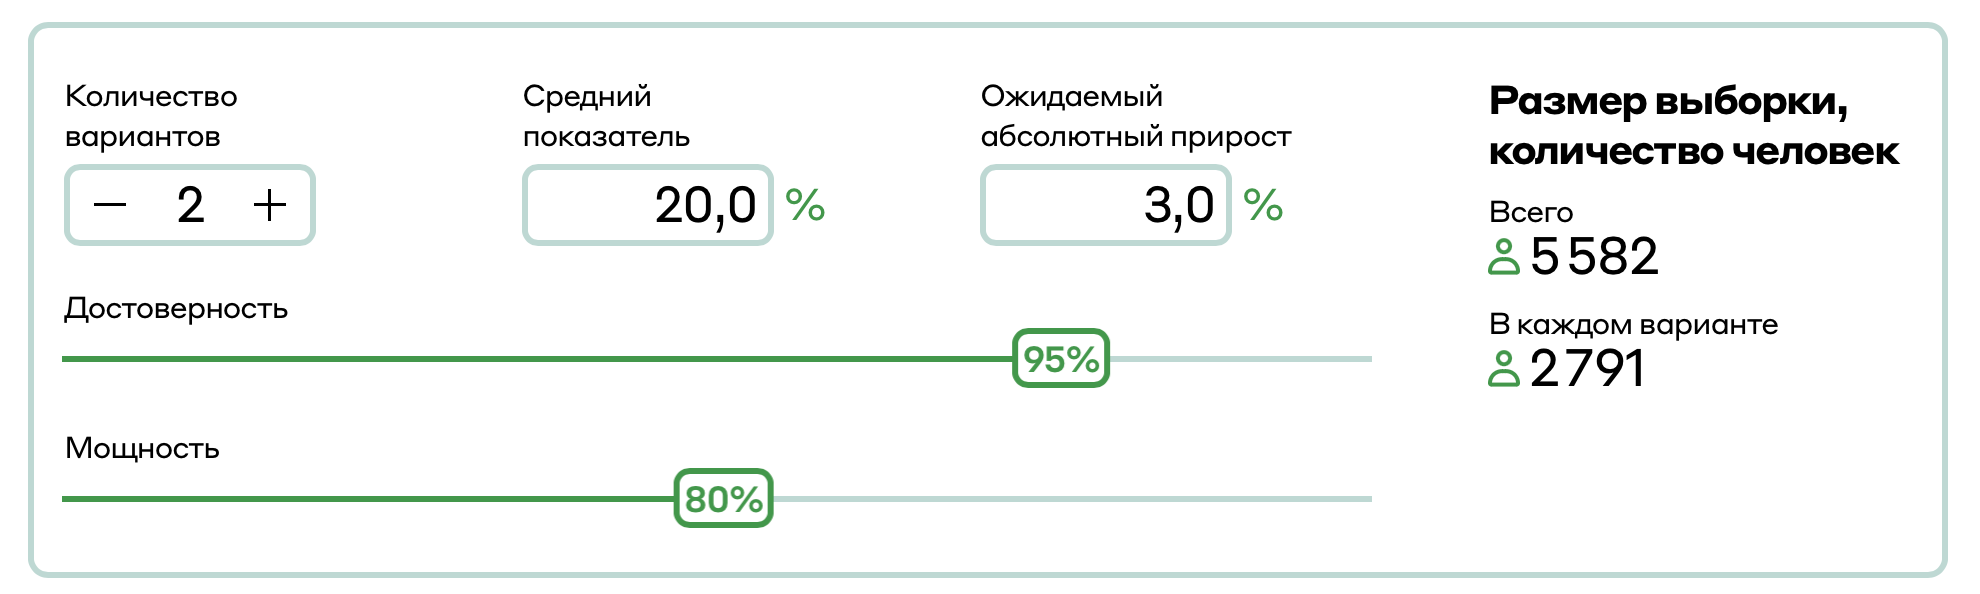 Количество
вариантов
− 2 +
Средний
показатель
20,0 %
Ожидаемый
абсолютный прирост
3,0 %
Достоверность
95%
Мощность
80%
Размер выборки,
количество человек
Всего
5 582
В каждом варианте
2 791